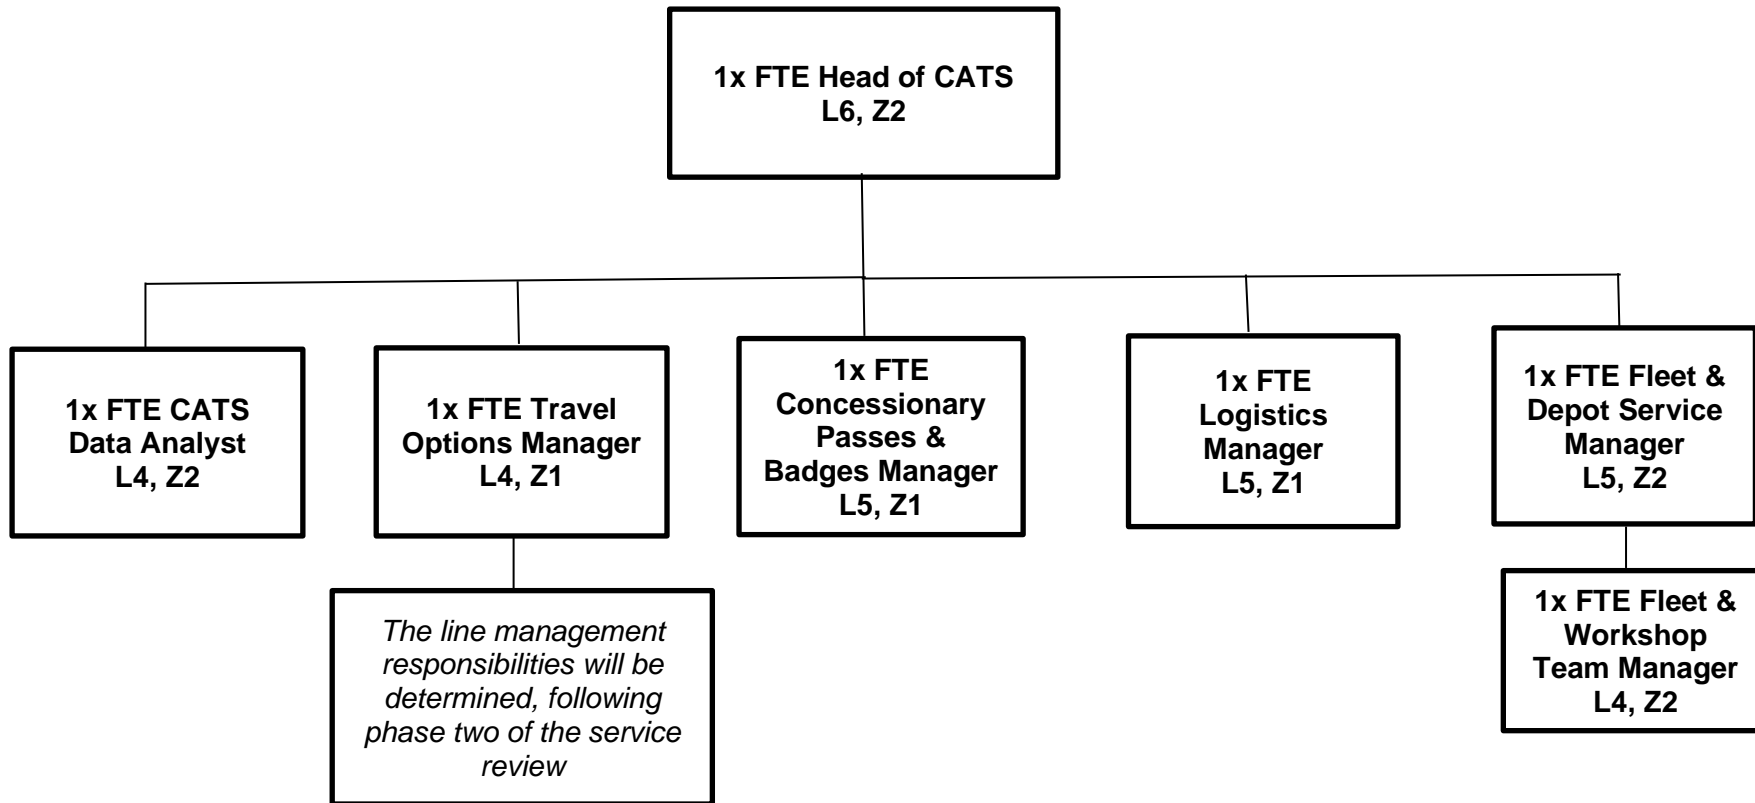 1x FTE Head of CATS
L6, Z2
1x FTE CATS
Data Analyst
L4, Z2
1x FTE Travel
Options Manager
L4, Z1
1x FTE
Concessionary
Passes &
Badges Manager
L5, Z1
1x FTE
Logistics
Manager
L5, Z1
1x FTE Fleet &
Depot Service
Manager
L5, Z2
The line management
responsibilities will be
determined, following
phase two of the service
review
1x FTE Fleet &
Workshop
Team Manager
L4, Z2